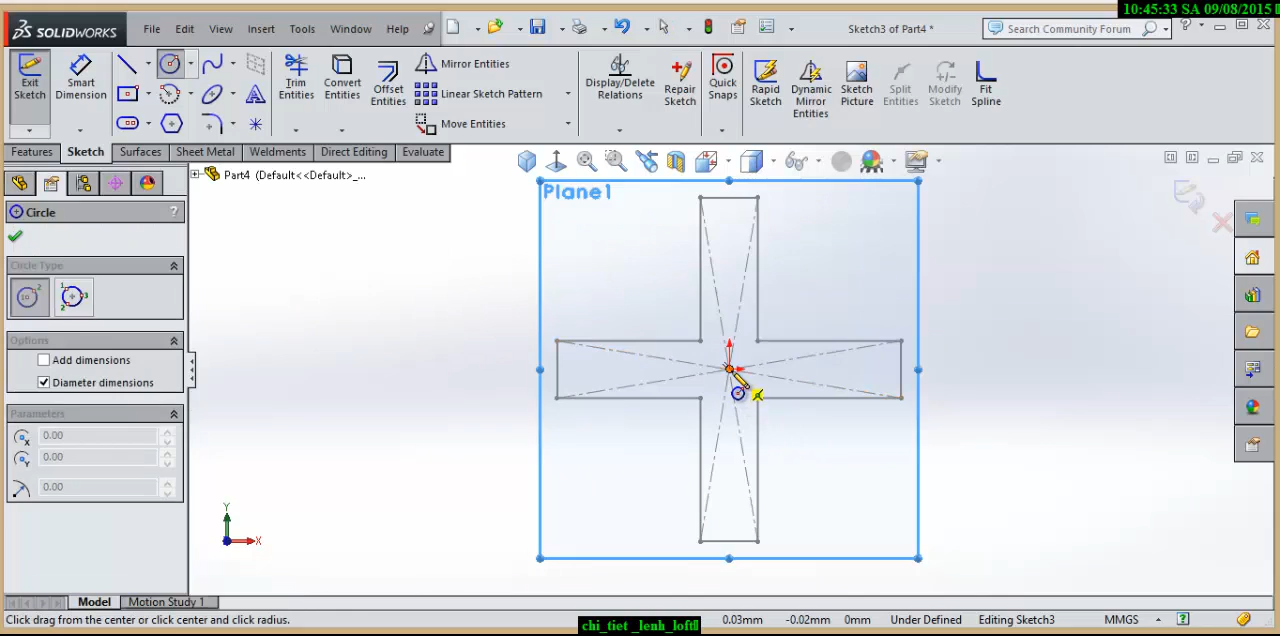 10:45:33 SA 09/08/2015
SOLIDWORKS File Edit View Insert Tools Window Help Sketch3 of Part4 * Search Community Forum ?
Exit Sketch
Smart Dimension
Trim Entities
Convert Entities
Offset Entities
Mirror Entities
Linear Sketch Pattern
Move Entities
Display/Delete Relations
Repair Sketch
Quick Snaps
Rapid Sketch
Dynamic Mirror Entities
Sketch Picture
Split Entities
Modify Sketch
Fit Spline
Features Sketch Surfaces Sheet Metal Weldments Direct Editing Evaluate
Part4 (Default<<Default>_...
Plane1
Circle ?
Circle Type
Options
Add dimensions
Diameter dimensions
Parameters
0.00
0.00
0.00
Y
X
Model Motion Study 1
Click drag from the center or click center and click radius. 0.03mm -0.02mm 0mm Under Defined Editing Sketch3 MMGS ?
chi_tiet _lenh_loft